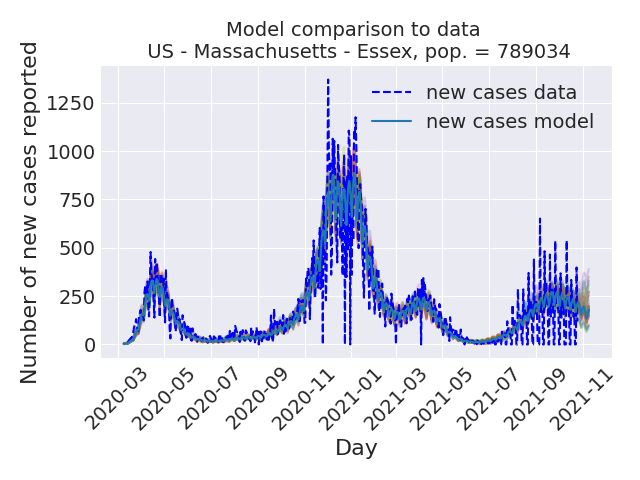 Model comparison to data
US - Massachusetts - Essex, pop. = 789034
Number of new cases reported
1250
1000
750
500
250
0
new cases data
new cases model
2020-03
2020-05
2020-07
2020-09
2020-11
2021-01
2021-03
2021-05
2021-07
2021-09
2021-11
Day